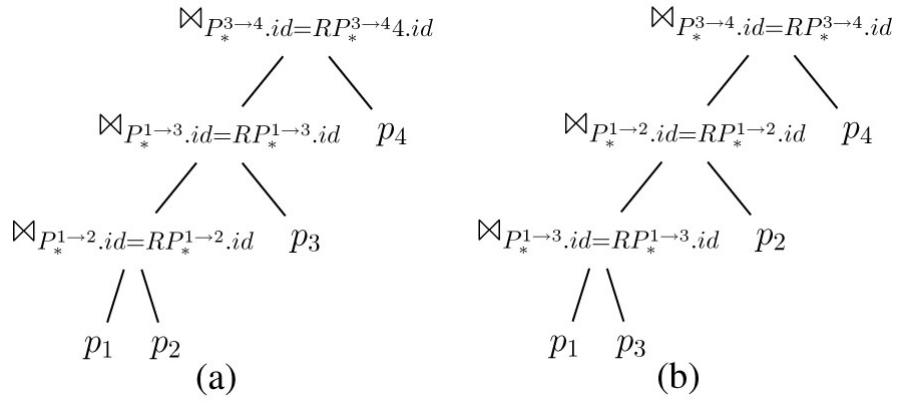 ⋈P*^{3→4}.id=RP*^{3→4}4.id ⋈P*^{3→4}.id=RP*^{3→4}.id
⋈P*^{1→3}.id=RP*^{1→3}.id p4 ⋈P*^{1→2}.id=RP*^{1→2}.id p4
⋈P*^{1→2}.id=RP*^{1→2}.id p3 ⋈P*^{1→3}.id=RP*^{1→3}.id p2
p1 p2 p1 p3
(a) (b)